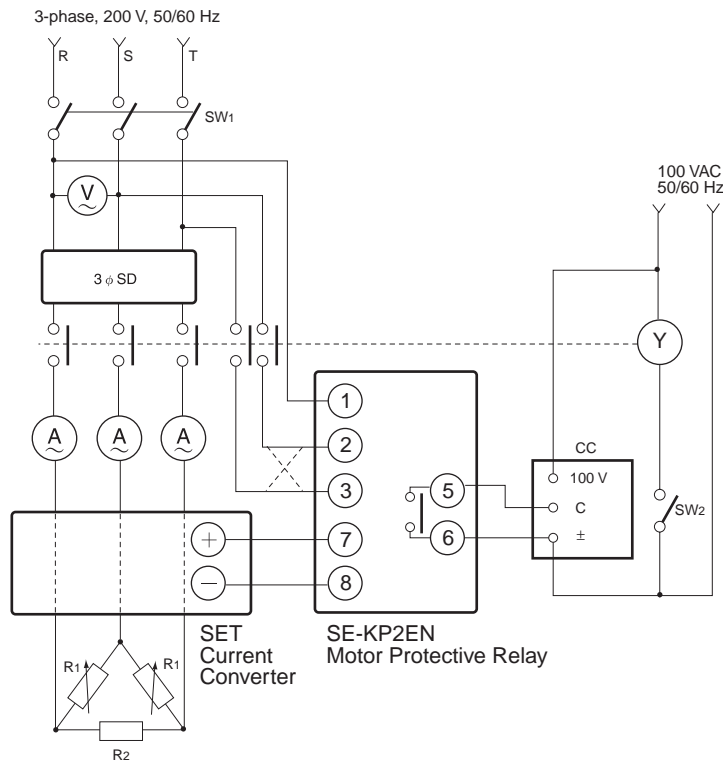 3-phase, 200 V, 50/60 Hz
R S T
SW1
100 VAC
50/60 Hz
V
3 ϕ SD
Y
A A A
1
2
3
7
8
5
6
CC
100 V
C
±
SW2
+
−
SET
Current
Converter
SE-KP2EN
Motor Protective Relay
R1 R1
R2